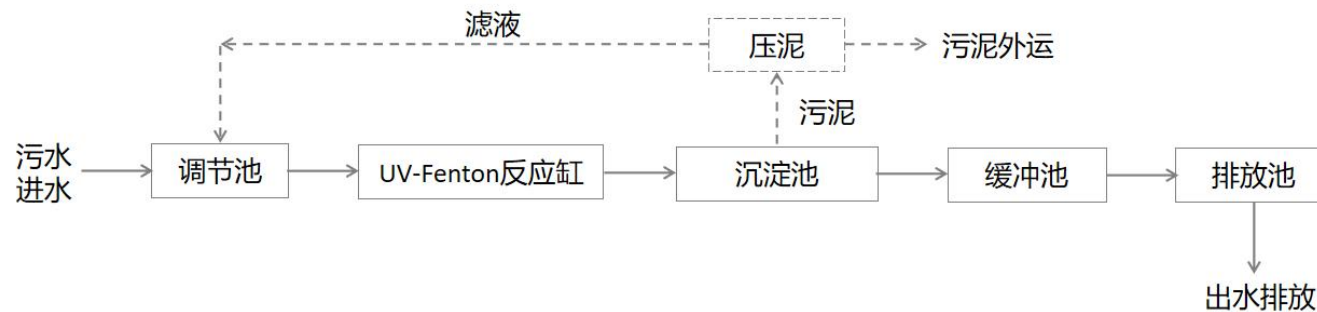 滤液
压泥
污泥外运
污泥
污水
进水
调节池
UV-Fenton反应缸
沉淀池
缓冲池
排放池
出水排放